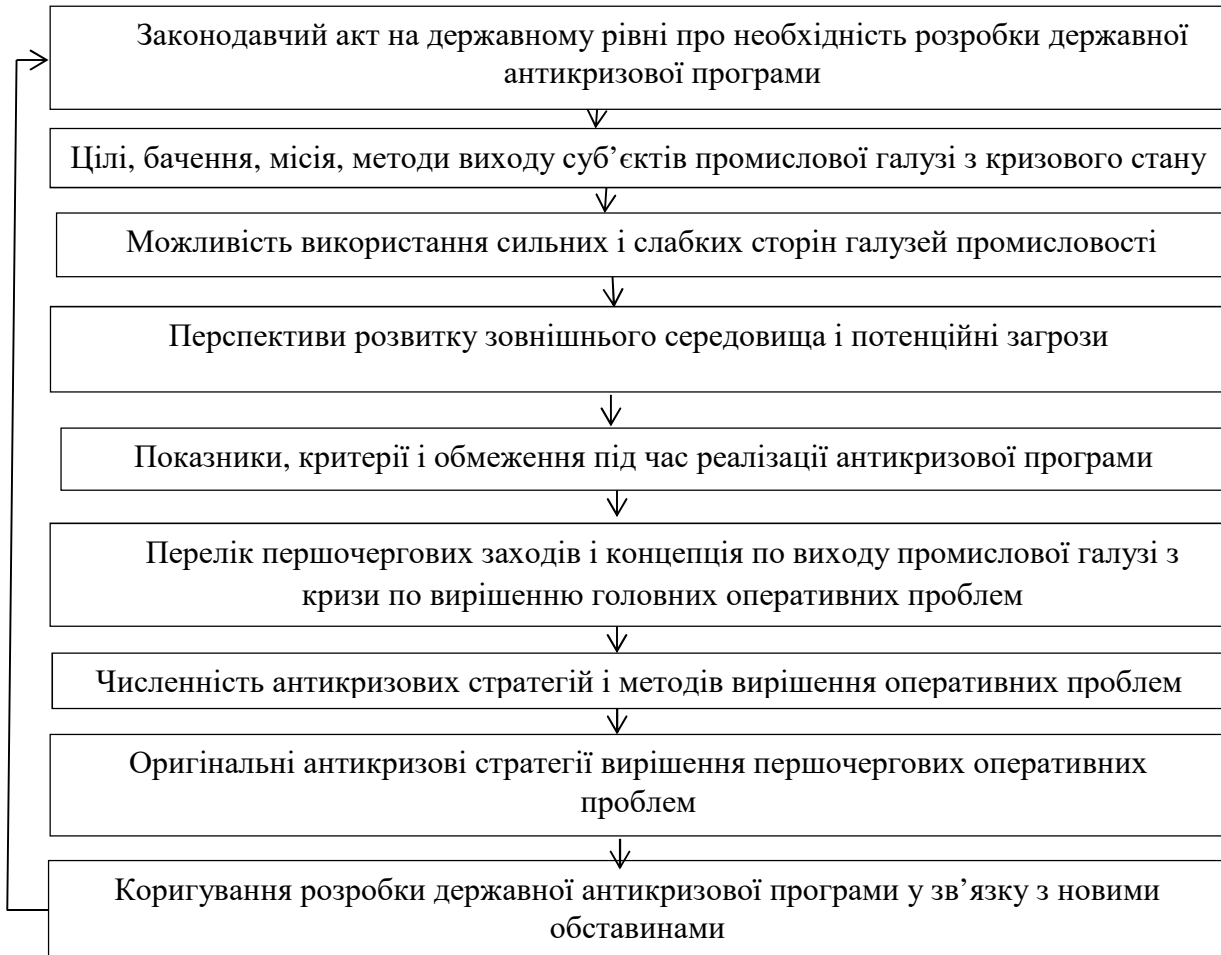 Законодавчий акт на державному рівні про необхідність розробки державної
антикризової програми
Цілі, бачення, місія, методи виходу суб’єктів промислової галузі з кризового стану
Можливість використання сильних і слабких сторін галузей промисловості
Перспективи розвитку зовнішнього середовища і потенційні загрози
Показники, критерії і обмеження під час реалізації антикризової програми
Перелік першочергових заходів і концепція по виходу промислової галузі з
кризи по вирішенню головних оперативних проблем
Численність антикризових стратегій і методів вирішення оперативних проблем
Оригінальні антикризові стратегії вирішення першочергових оперативних
проблем
Коригування розробки державної антикризової програми у зв’язку з новими
обставинами